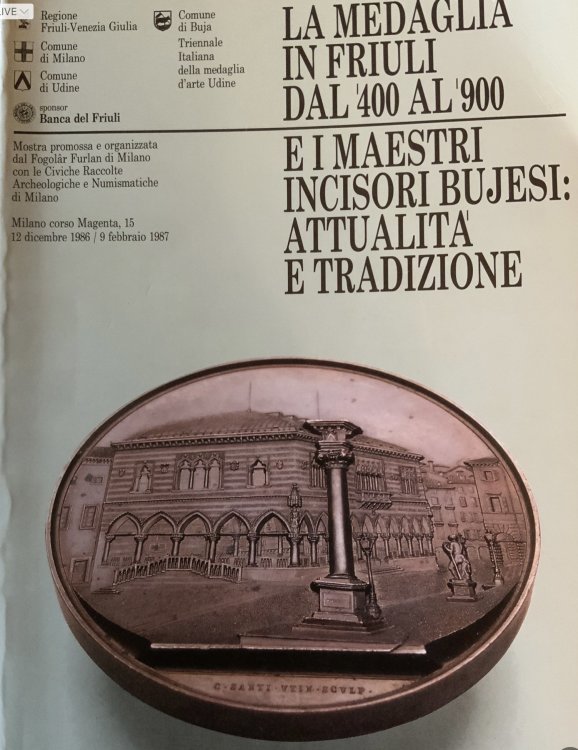 LIVE
Regione
Friuli-Venezia Giulia
Comune
di Milano
Comune
di Udine
sponsor
Banca del Friuli
Comune
di Buja
Triennale
Italiana
della medaglia
d'arte Udine
Mostra promossa e organizzata
dal Fogolâr Furlan di Milano
con le Civiche Raccolte
Archeologiche e Numismatiche
di Milano
Milano corso Magenta, 15
12 dicembre 1986 / 9 febbraio 1987
LA MEDAGLIA
IN FRIULI
DAL '400 AL '900
E I MAESTRI
INCISORI BUJESI:
ATTUALITA'
E TRADIZIONE
C·SANTI·VTIN·SCVLP·